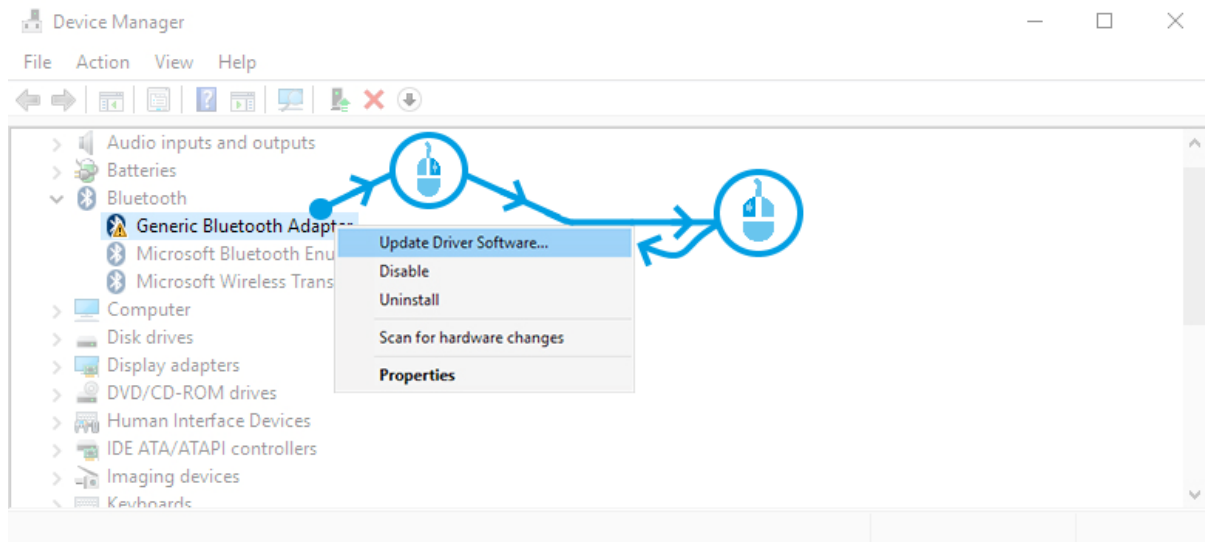 Device Manager
File Action View Help
Audio inputs and outputs
Batteries
Bluetooth
Generic Bluetooth Adapter
Microsoft Bluetooth Enu
Microsoft Wireless Trans
Update Driver Software...
Disable
Uninstall
Scan for hardware changes
Properties
Computer
Disk drives
Display adapters
DVD/CD-ROM drives
Human Interface Devices
IDE ATA/ATAPI controllers
Imaging devices
Keyboards